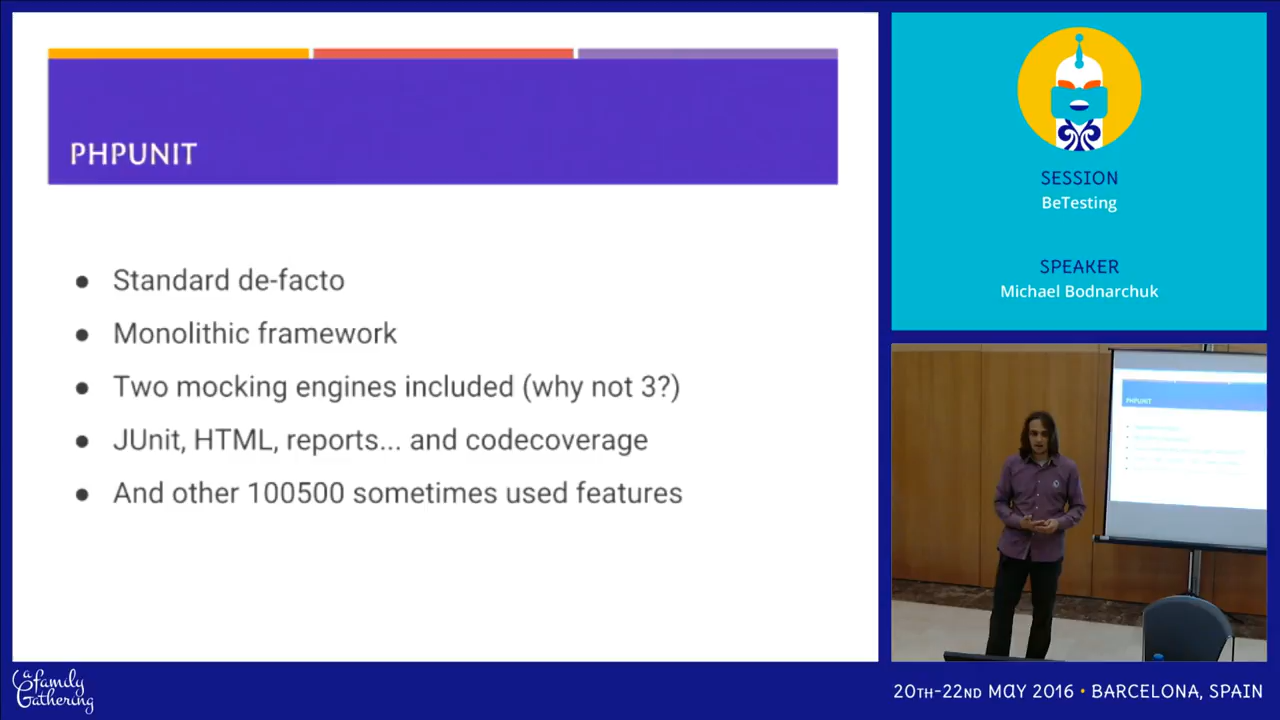 PHPUNIT
● Standard de-facto
● Monolithic framework
● Two mocking engines included (why not 3?)
● JUnit, HTML, reports... and codecoverage
● And other 100500 sometimes used features
SESSION
BeTesting
SPEAKER
Michael Bodnarchuk
PHPUNIT
a family
Gathering
20TH-22ND MAY 2016 • BARCELONA, SPAIN